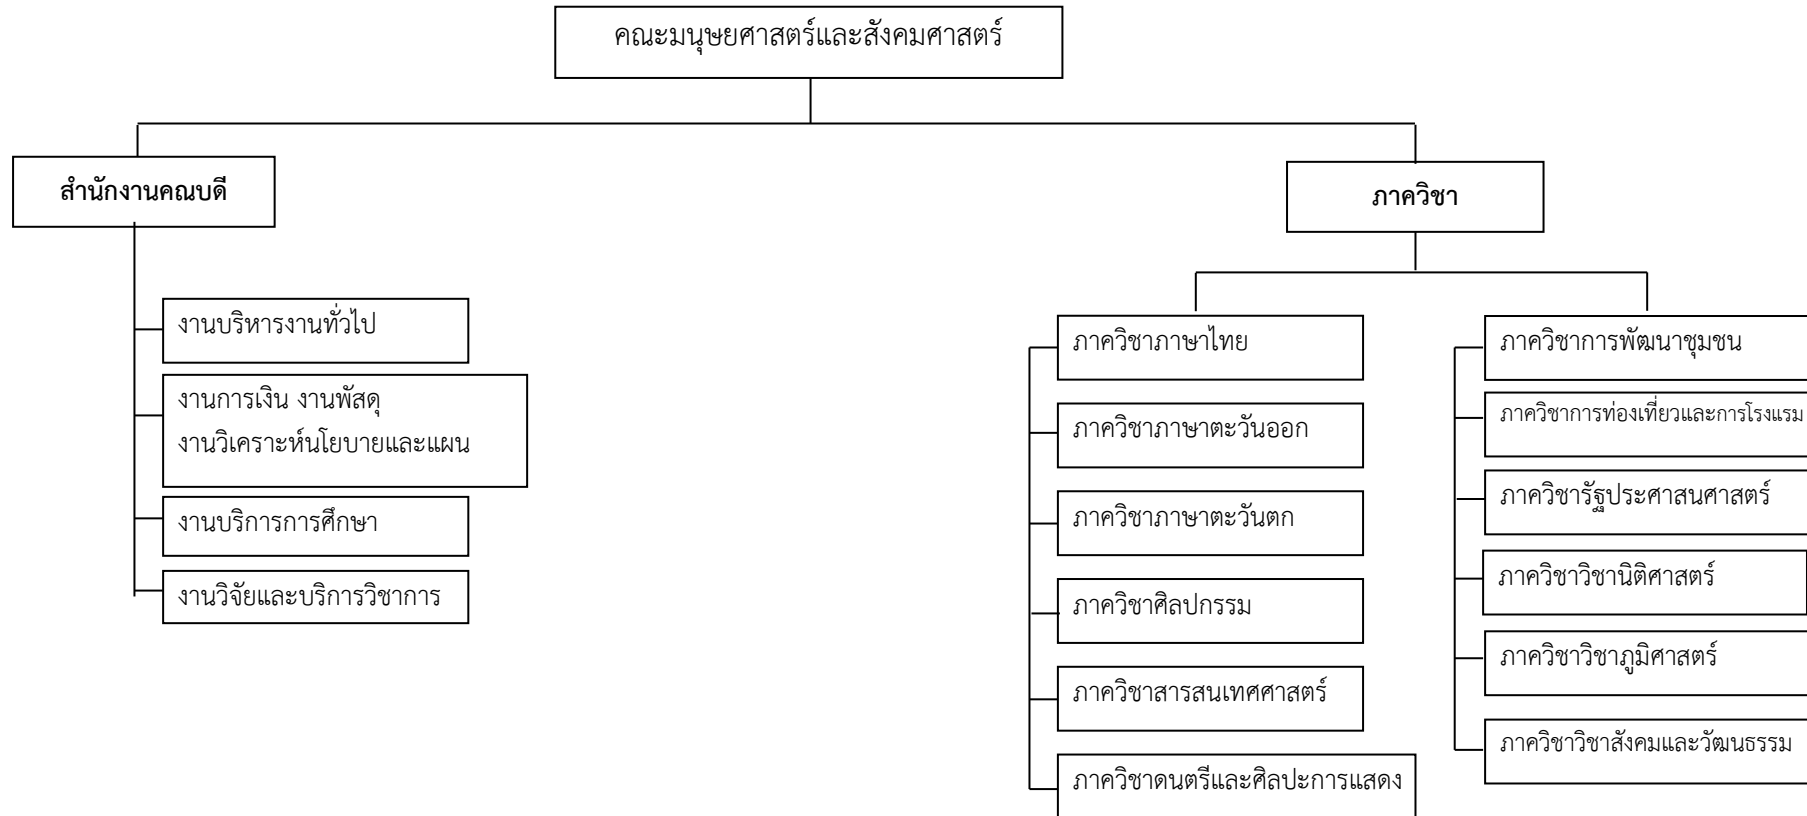 คณะมนุษยศาสตร์และสังคมศาสตร์
สำนักงานคณบดี
งานบริหารงานทั่วไป
งานการเงิน งานพัสดุ
งานวิเคราะห์นโยบายและแผน
งานบริการการศึกษา
งานวิจัยและบริการวิชาการ
ภาควิชา
ภาควิชาภาษาไทย
ภาควิชาภาษาตะวันออก
ภาควิชาภาษาตะวันตก
ภาควิชาศิลปกรรม
ภาควิชาสารสนเทศศาสตร์
ภาควิชาดนตรีและศิลปะการแสดง
ภาควิชาการพัฒนาชุมชน
ภาควิชาการท่องเที่ยวและการโรงแรม
ภาควิชารัฐประศาสนศาสตร์
ภาควิชาวิชานิติศาสตร์
ภาควิชาวิชาภูมิศาสตร์
ภาควิชาวิชาสังคมและวัฒนธรรม